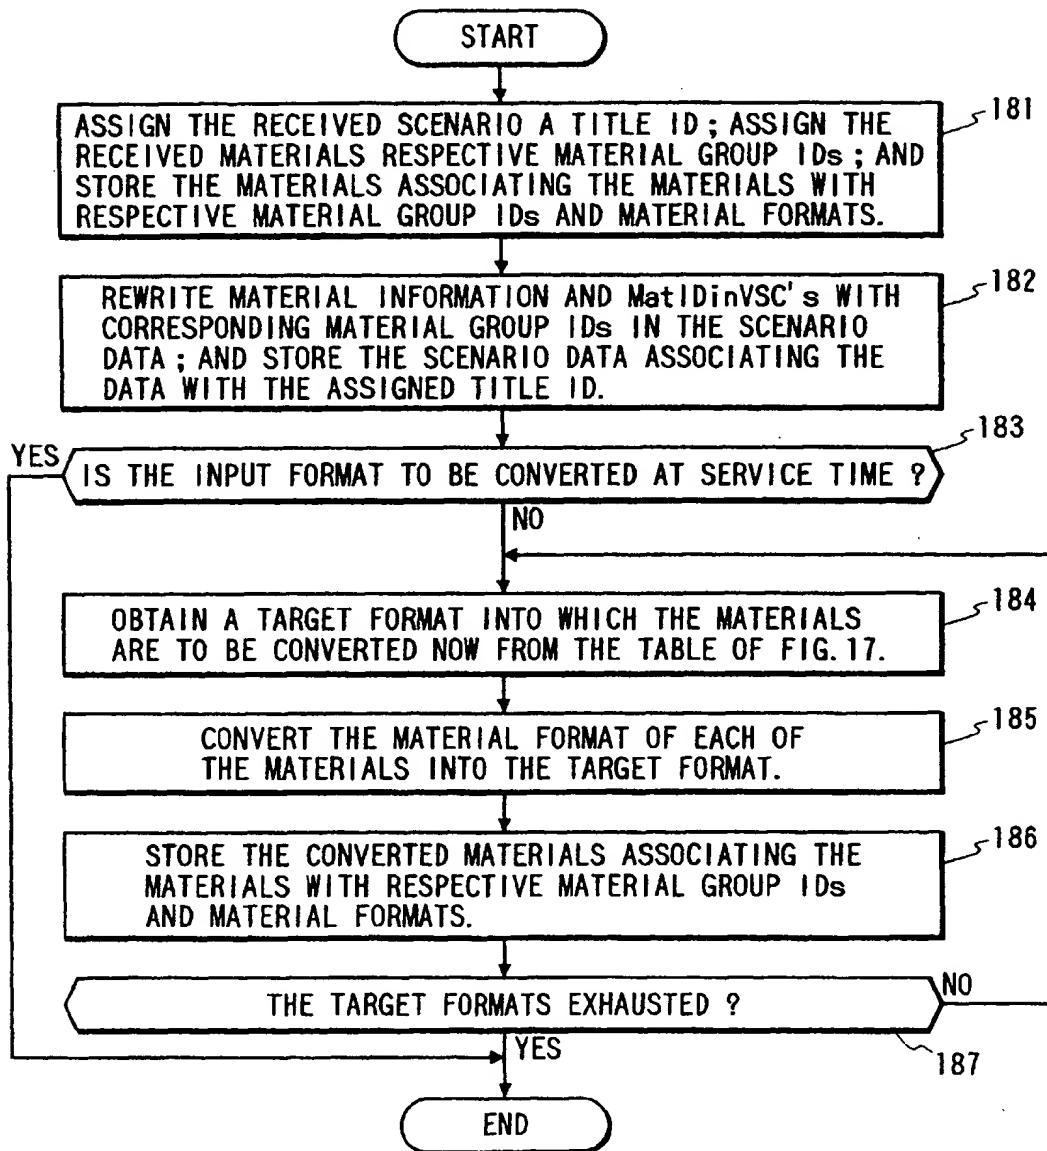 START
181
ASSIGN THE RECEIVED SCENARIO A TITLE ID; ASSIGN THE
RECEIVED MATERIALS RESPECTIVE MATERIAL GROUP IDs; AND
STORE THE MATERIALS ASSOCIATING THE MATERIALS WITH
RESPECTIVE MATERIAL GROUP IDs AND MATERIAL FORMATS.
182
REWRITE MATERIAL INFORMATION AND MatIDinVSC's WITH
CORRESPONDING MATERIAL GROUP IDs IN THE SCENARIO
DATA; AND STORE THE SCENARIO DATA ASSOCIATING THE
DATA WITH THE ASSIGNED TITLE ID.
183
YES
IS THE INPUT FORMAT TO BE CONVERTED AT SERVICE TIME ?
NO
184
OBTAIN A TARGET FORMAT INTO WHICH THE MATERIALS
ARE TO BE CONVERTED NOW FROM THE TABLE OF FIG. 17.
185
CONVERT THE MATERIAL FORMAT OF EACH OF
THE MATERIALS INTO THE TARGET FORMAT.
186
STORE THE CONVERTED MATERIALS ASSOCIATING THE
MATERIALS WITH RESPECTIVE MATERIAL GROUP IDs
AND MATERIAL FORMATS.
THE TARGET FORMATS EXHAUSTED ?
NO
YES
187
END